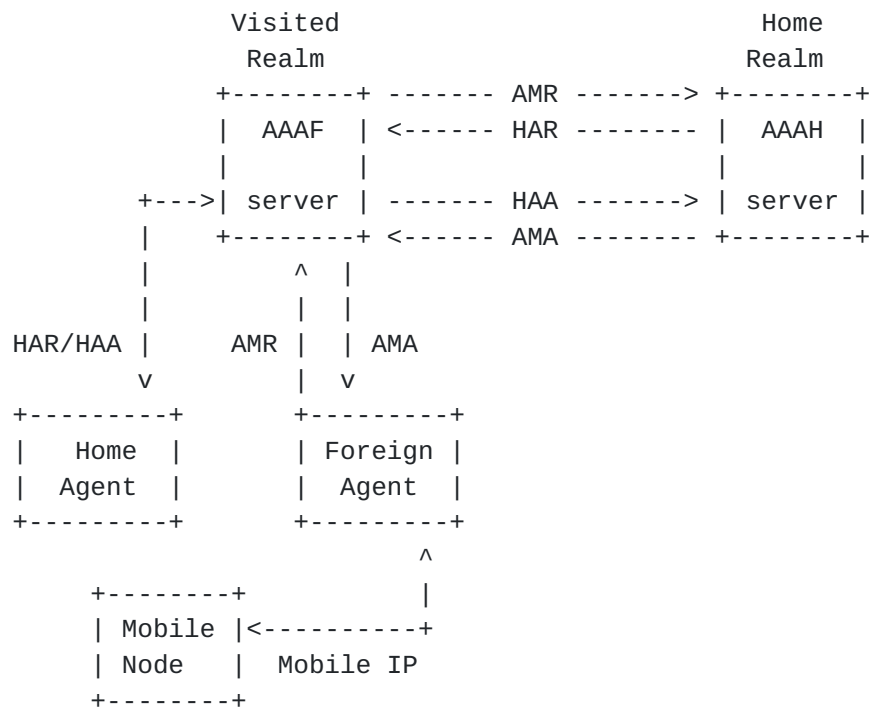 Visited Home
Realm Realm
+--------+ ------- AMR -------> +--------+
| AAAF | <------ HAR -------- | AAAH |
| | | |
+--->| server | ------- HAA -------> | server |
| +--------+ <------ AMA -------- +--------+
| ^ |
| | |
HAR/HAA | AMR | | AMA
v | v
+---------+ +---------+
| Home | | Foreign |
| Agent | | Agent |
+---------+ +---------+
^
+--------+ |
| Mobile |<----------+
| Node | Mobile IP
+--------+